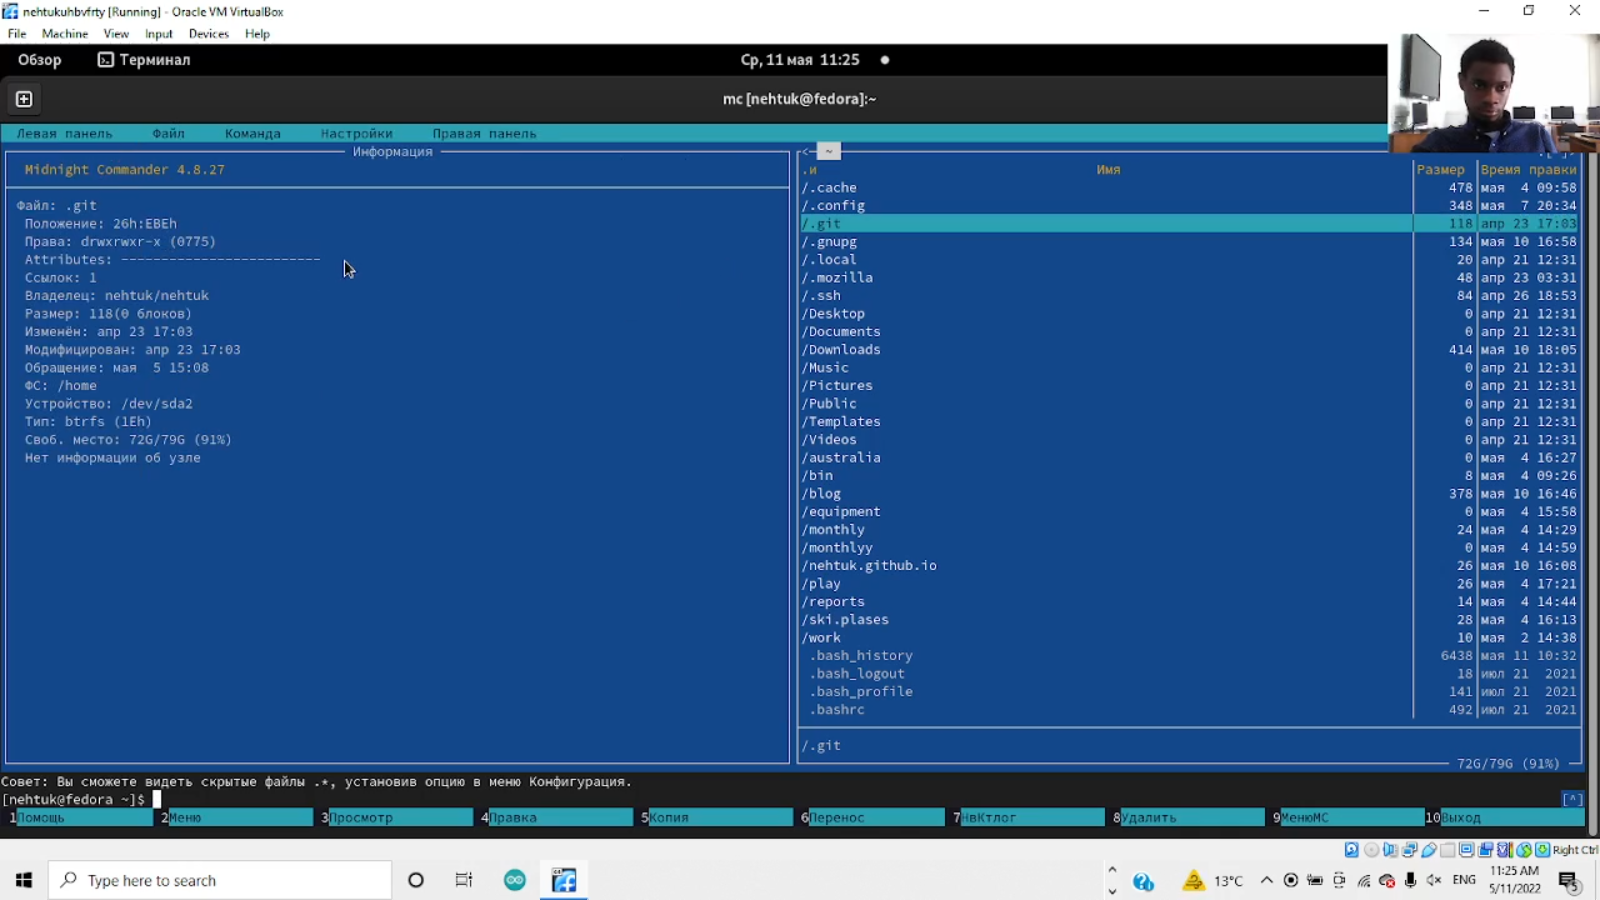 nehtukuhbvfrty [Running] - Oracle VM VirtualBox
File Machine View Input Devices Help
Обзор Терминал Ср, 11 мая 11:25
mc [nehtuk@fedora]:~
Левая панель Файл Команда Настройки Правая панель
Информация
Midnight Commander 4.8.27
Файл: .git
Положение: 26h:EBEh
Права: drwxrwxr-x (0775)
Attributes: -------------------------
Ссылок: 1
Владелец: nehtuk/nehtuk
Размер: 118(0 блоков)
Изменён: апр 23 17:03
Модифицирован: апр 23 17:03
Обращение: мая  5 15:08
ФС: /home
Устройство: /dev/sda2
Тип: btrfs (1Eh)
Своб. место: 72G/79G (91%)
Нет информации об узле
<- ~ .[^]>
.и Имя Размер Время правки
/.cache 478 мая  4 09:58
/.config 348 мая  7 20:34
/.git 118 апр 23 17:03
/.gnupg 134 мая 10 16:58
/.local 20 апр 21 12:31
/.mozilla 48 апр 23 03:31
/.ssh 84 апр 26 18:53
/Desktop 0 апр 21 12:31
/Documents 0 апр 21 12:31
/Downloads 414 мая 10 18:05
/Music 0 апр 21 12:31
/Pictures 0 апр 21 12:31
/Public 0 апр 21 12:31
/Templates 0 апр 21 12:31
/Videos 0 апр 21 12:31
/australia 0 мая  4 16:27
/bin 8 мая  4 09:26
/blog 378 мая 10 16:46
/equipment 0 мая  4 15:58
/monthly 24 мая  4 14:29
/monthlyy 0 мая  4 14:59
/nehtuk.github.io 26 мая 10 16:08
/play 26 мая  4 17:21
/reports 14 мая  4 14:44
/ski.plases 28 мая  4 16:13
/work 10 мая  2 14:38
.bash_history 6438 мая 11 10:32
.bash_logout 18 июл 21  2021
.bash_profile 141 июл 21  2021
.bashrc 492 июл 21  2021
/.git
72G/79G (91%)
Совет: Вы сможете видеть скрытые файлы .*, установив опцию в меню Конфигурация.
[nehtuk@fedora ~]$ [^]
1Помощь 2Меню 3Просмотр 4Правка 5Копия 6Перенос 7НвКтлог 8Удалить 9МенюMC 10Выход
Right Ctrl
Type here to search 13°C ENG 11:25 AM
5/11/2022 5